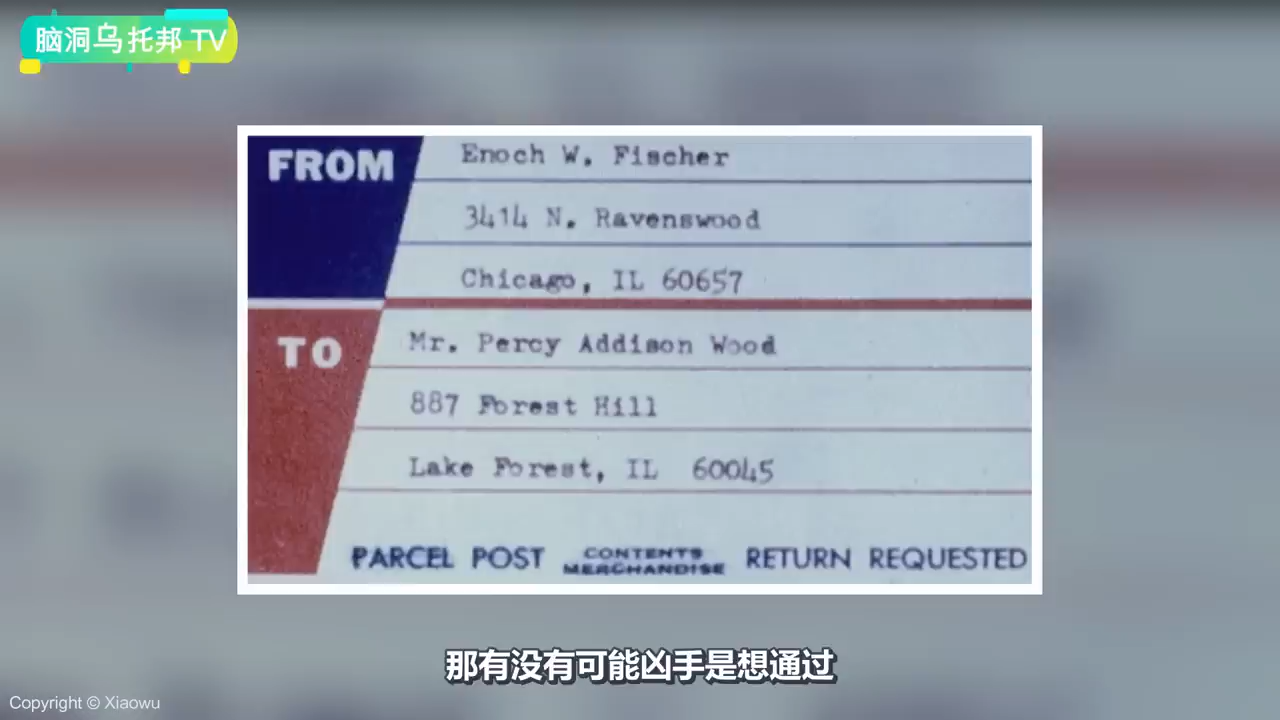 脑洞乌托邦 TV
FROM
Enoch W. Fischer
3414 N. Ravenswood
Chicago, IL 60657
TO
Mr. Percy Addison Wood
887 Forest Hill
Lake Forest, IL 60045
PARCEL POST CONTENTS MERCHANDISE RETURN REQUESTED
那有没有可能凶手是想通过
Copyright © Xiaowu